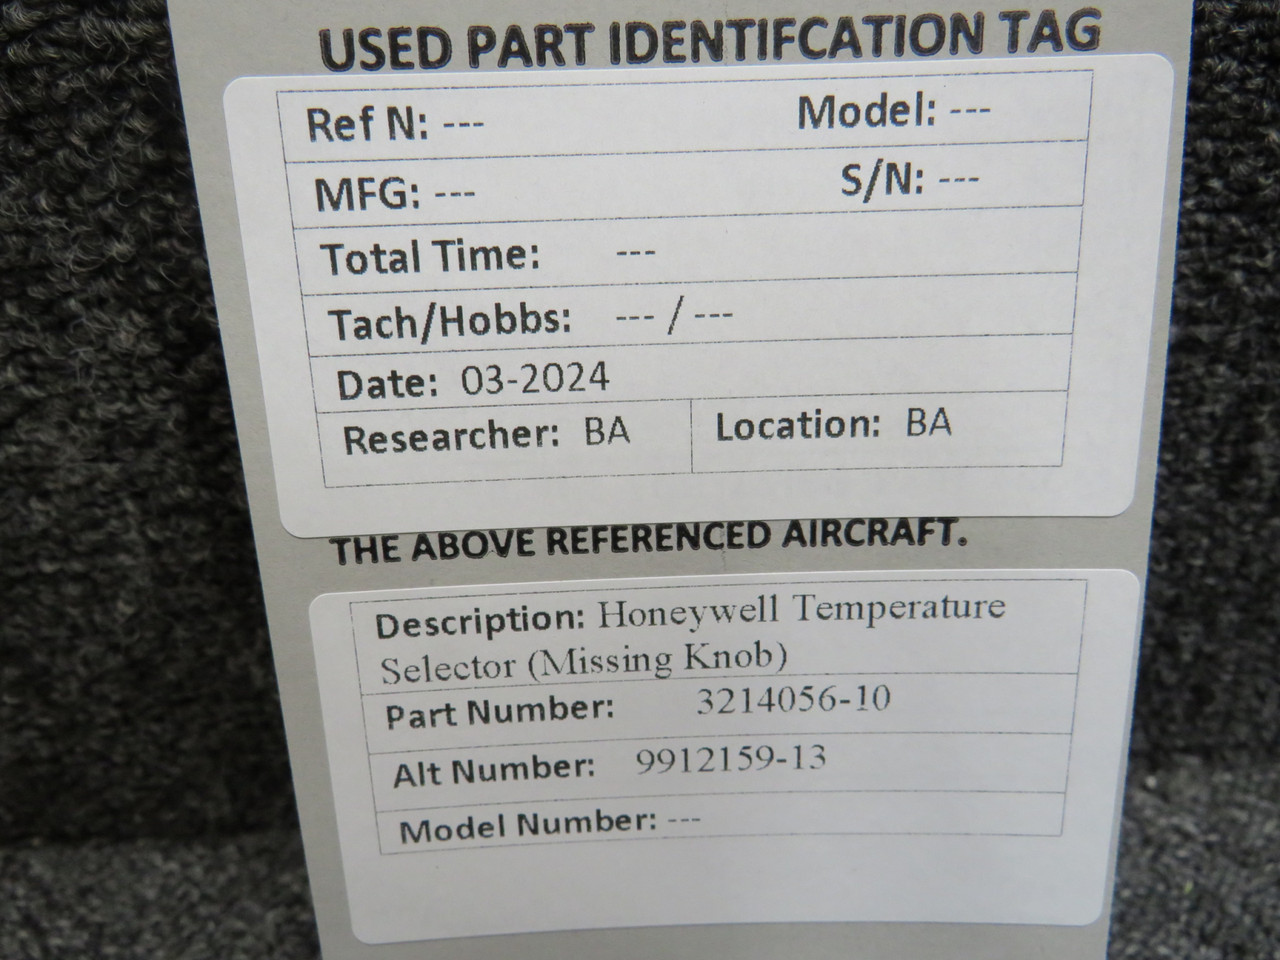 USED PART IDENTIFCATION TAG
Ref N: --- Model: ---
MFG: --- S/N: ---
Total Time: ---
Tach/Hobbs: --- / ---
Date: 03-2024
Researcher: BA Location: BA
THE ABOVE REFERENCED AIRCRAFT.
Description: Honeywell Temperature
Selector (Missing Knob)
Part Number: 3214056-10
Alt Number: 9912159-13
Model Number: ---